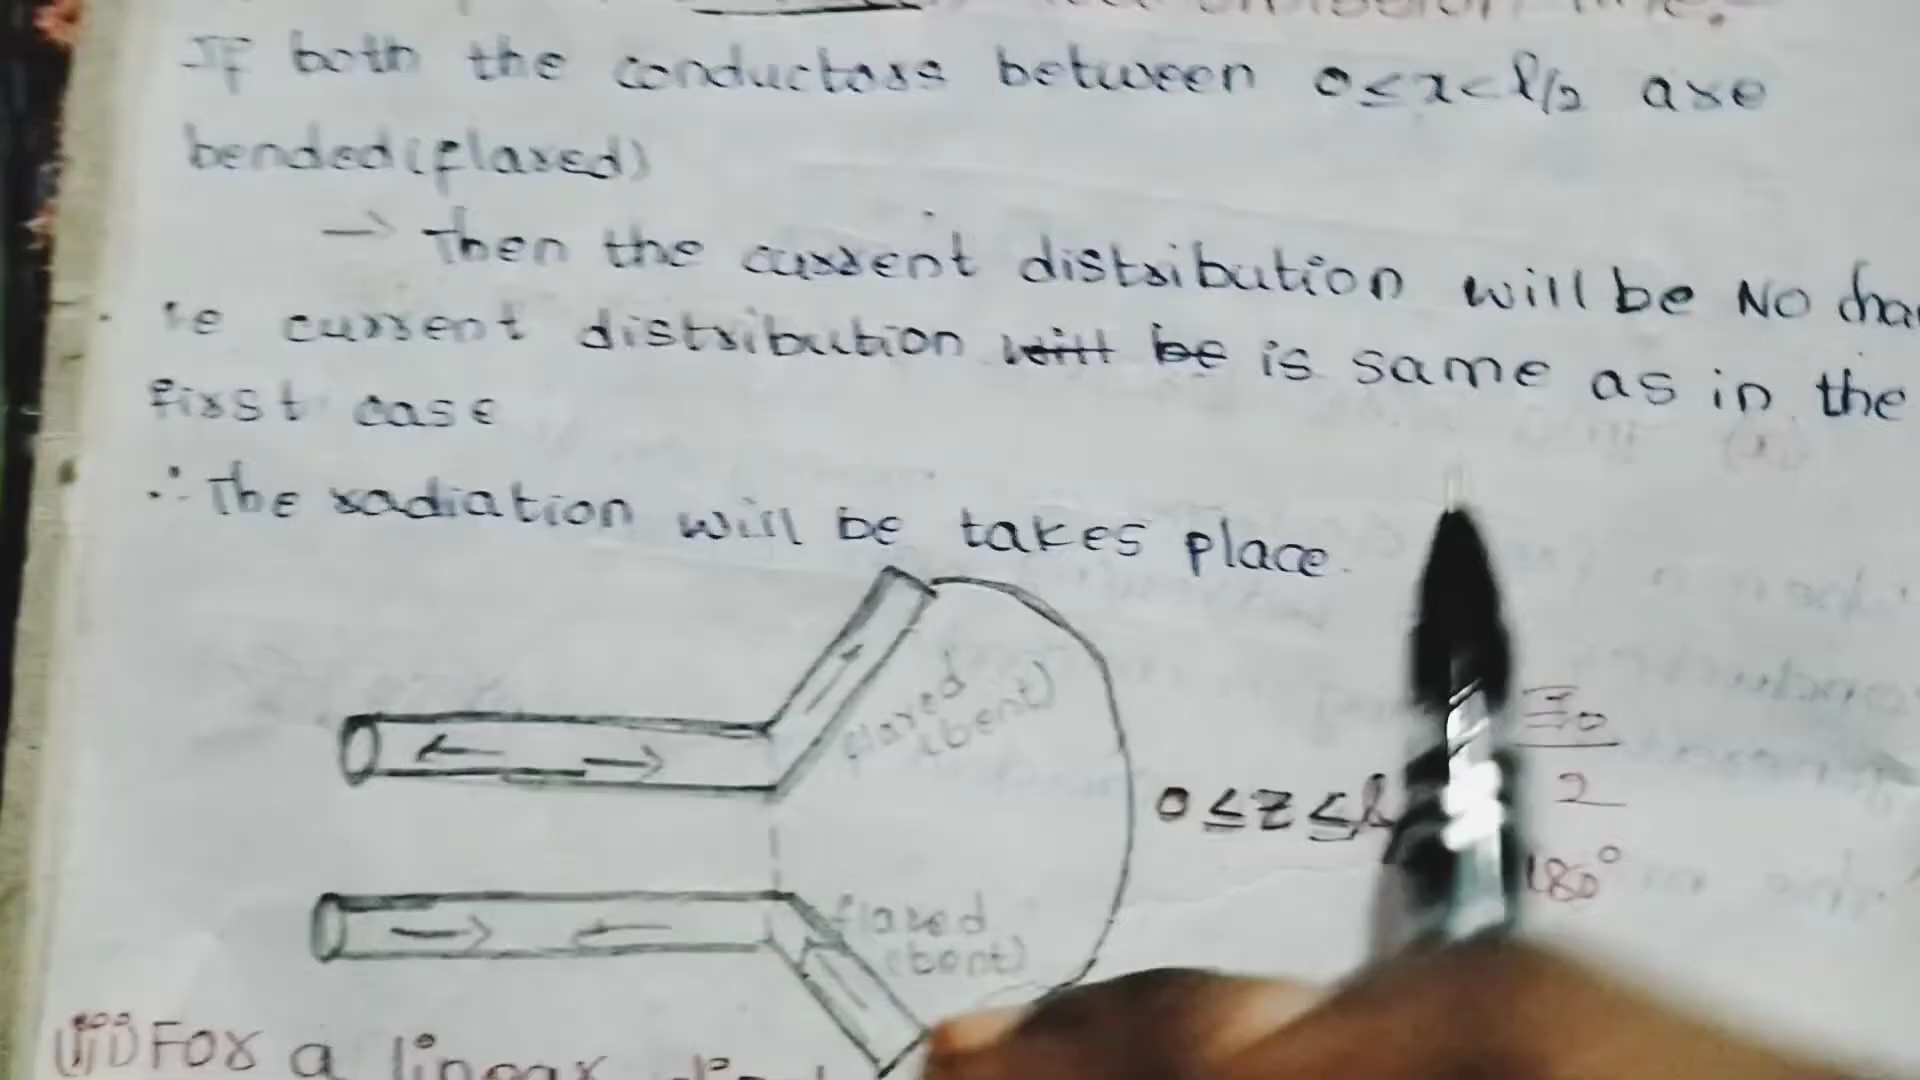 If both the conductors between 0≤x<l/2 are
bended (flared)
→ then the current distribution will be No
ie current distribution will be is same as in the
first case
∴ The radiation will be takes place.
flared
(bent)
0≤z≤l
2
180°
flared
(bent)
(iii) For a linear